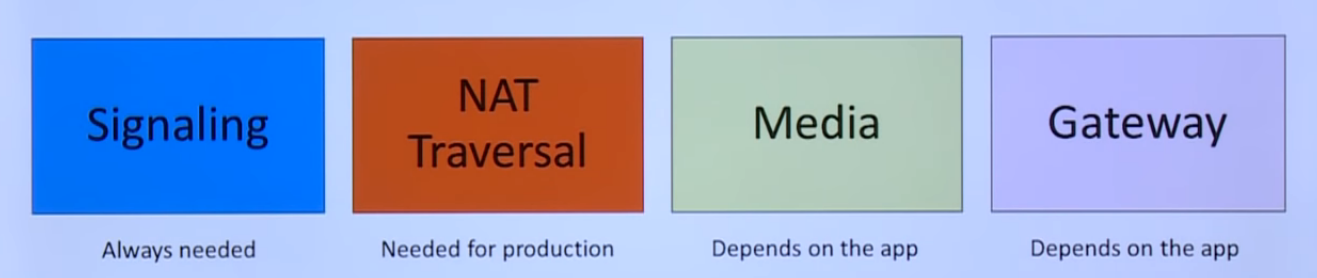 Signaling
Always needed
NAT
Traversal
Needed for production
Media
Depends on the app
Gateway
Depends on the app